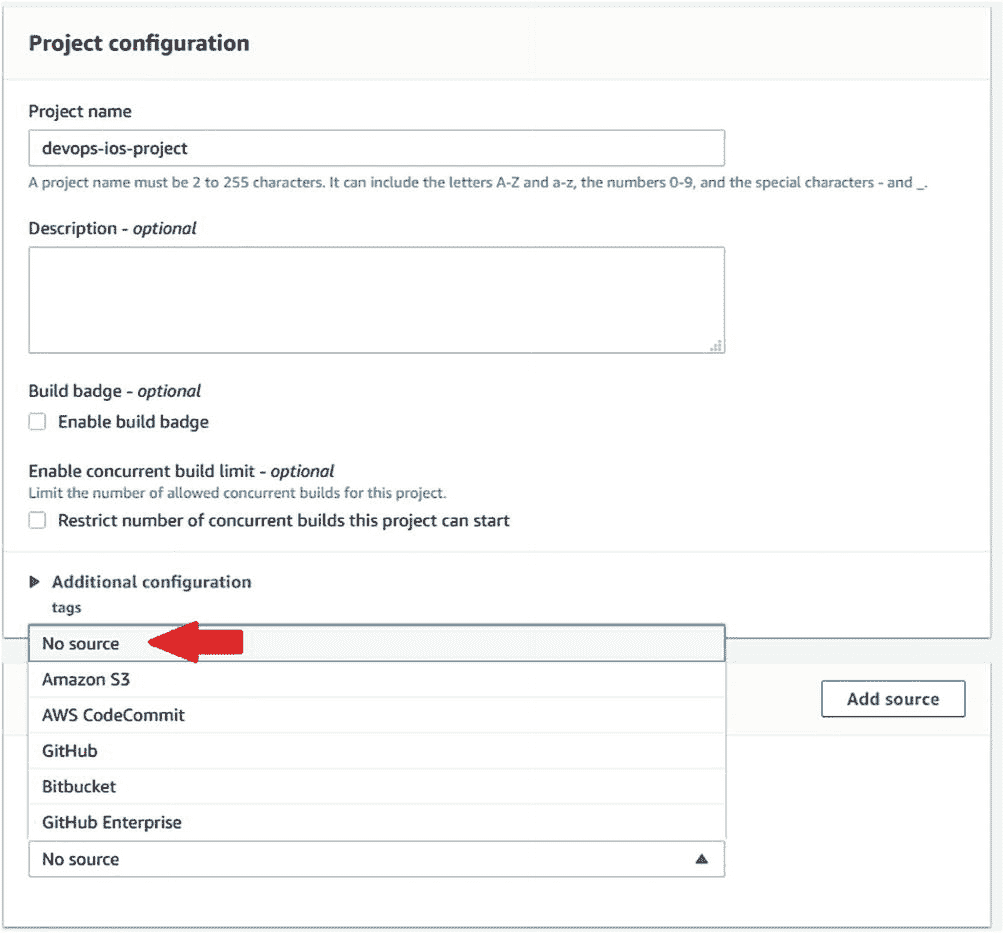 Project configuration
Project name
devops-ios-project
A project name must be 2 to 255 characters. It can include the letters A-Z and a-z, the numbers 0-9, and the special characters - and _.
Description - optional
Build badge - optional
Enable build badge
Enable concurrent build limit - optional
Limit the number of allowed concurrent builds for this project.
Restrict number of concurrent builds this project can start
Additional configuration
tags
No source
Amazon S3
Add source
AWS CodeCommit
GitHub
Bitbucket
GitHub Enterprise
No source